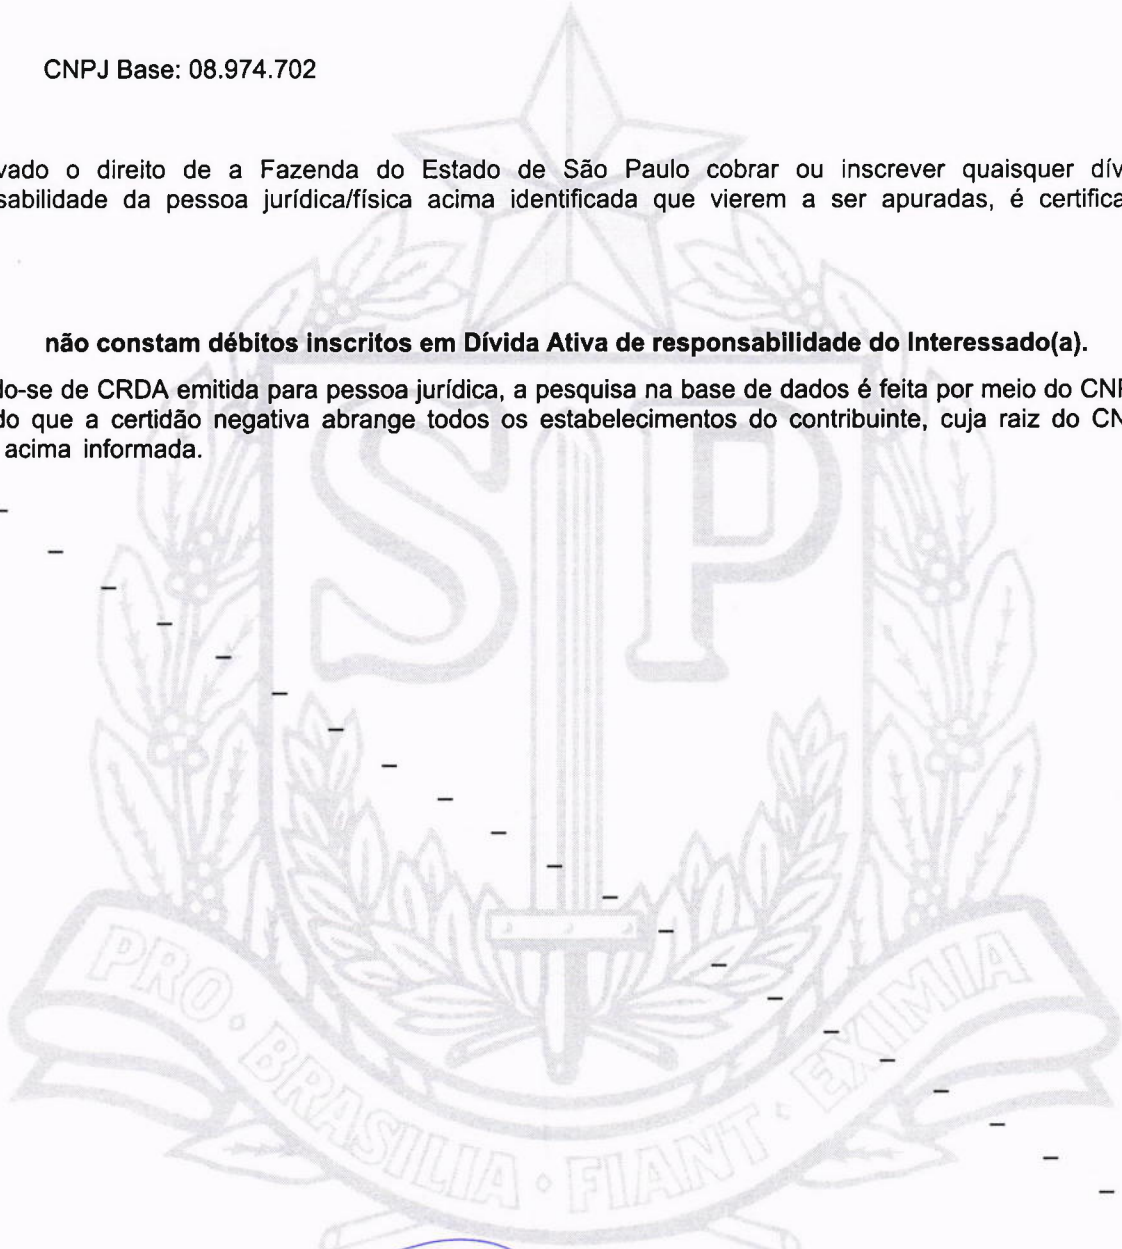 CNPJ Base: 08.974.702
vado o direito de a Fazenda do Estado de São Paulo cobrar ou inscrever quaisquer dív
sabilidade da pessoa jurídica/física acima identificada que vierem a ser apuradas, é certifica
não constam débitos inscritos em Dívida Ativa de responsabilidade do Interessado(a).
do-se de CRDA emitida para pessoa jurídica, a pesquisa na base de dados é feita por meio do CNP
do que a certidão negativa abrange todos os estabelecimentos do contribuinte, cuja raiz do CN
acima informada.
SP
PRO · BRASILIA · FIANT · EXIMIA